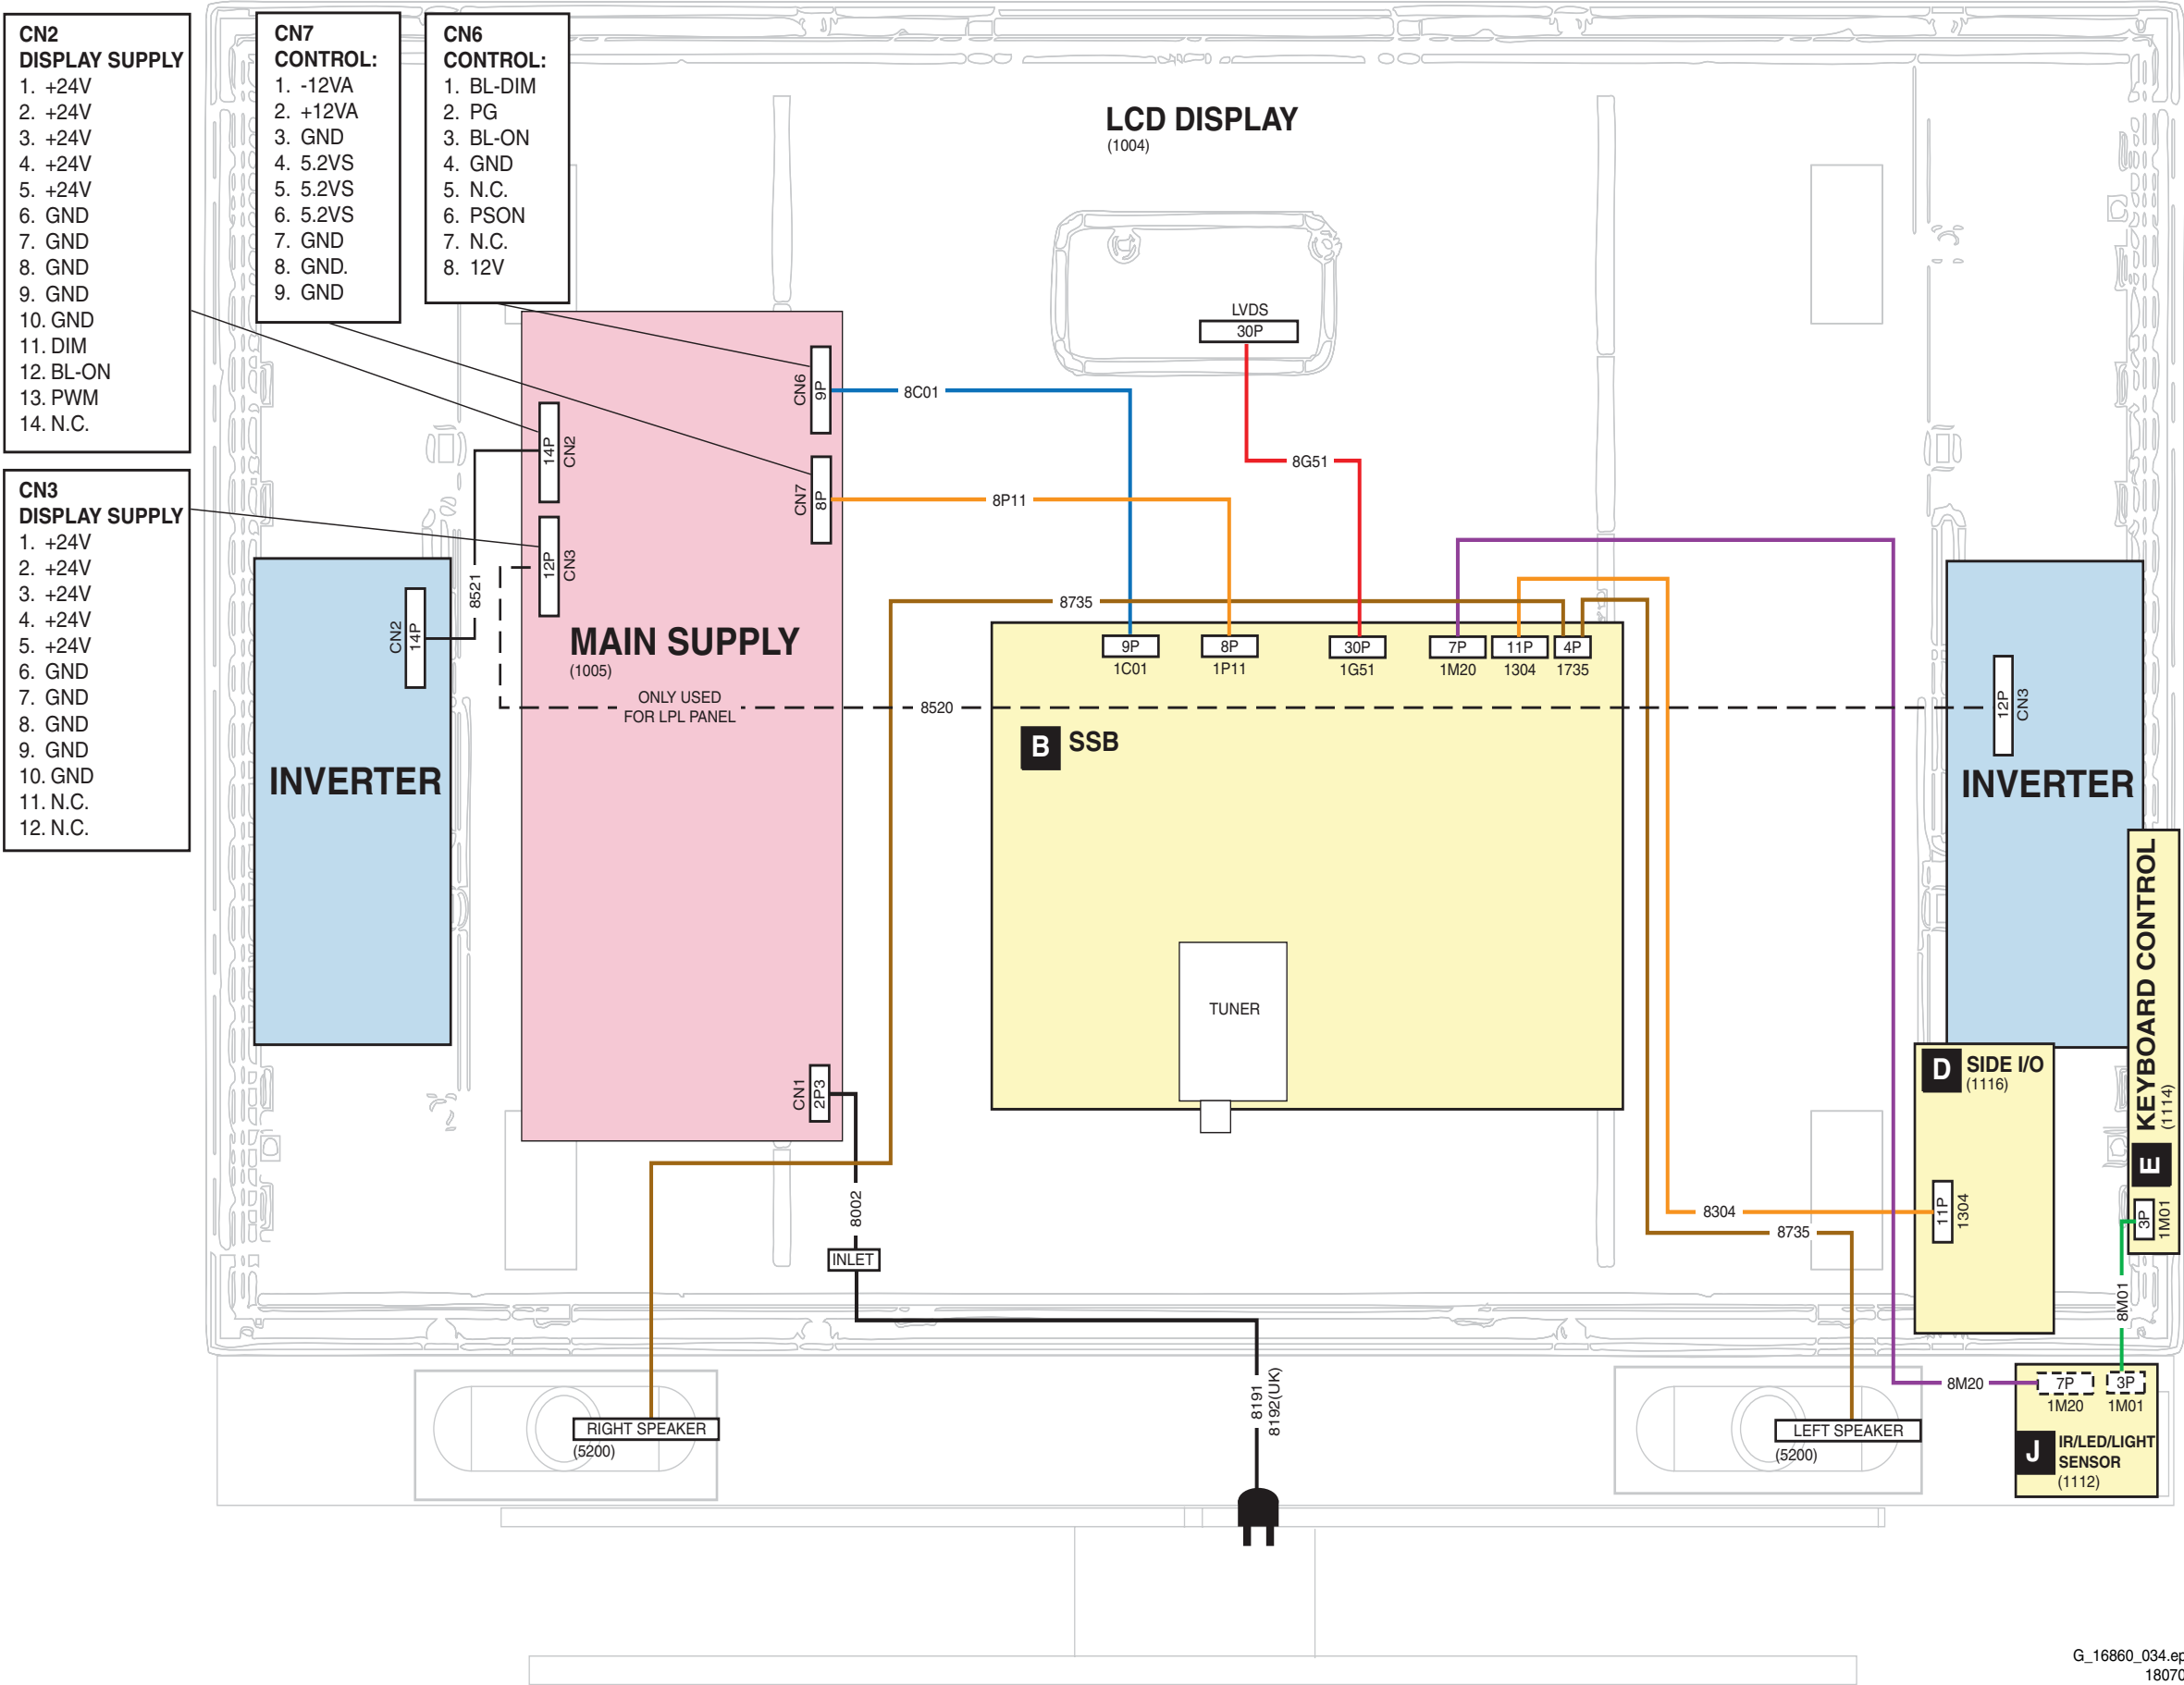 CN2
DISPLAY SUPPLY
1. +24V
2. +24V
3. +24V
4. +24V
5. +24V
6. GND
7. GND
8. GND
9. GND
10. GND
11. DIM
12. BL-ON
13. PWM
14. N.C.
CN7
CONTROL:
1. -12VA
2. +12VA
3. GND
4. 5.2VS
5. 5.2VS
6. 5.2VS
7. GND
8. GND.
9. GND
CN6
CONTROL:
1. BL-DIM
2. PG
3. BL-ON
4. GND
5. N.C.
6. PSON
7. N.C.
8. 12V
CN3
DISPLAY SUPPLY
1. +24V
2. +24V
3. +24V
4. +24V
5. +24V
6. GND
7. GND
8. GND
9. GND
10. GND
11. N.C.
12. N.C.
LCD DISPLAY
(1004)
LVDS
30P
CN6
9P
8C01
14P
CN2
CN7
8P
8P11
8G51
12P
CN3
8521
CN2
14P
INVERTER
MAIN SUPPLY
(1005)
ONLY USED
FOR LPL PANEL
8520
8735
9P
1C01
8P
1P11
30P
1G51
7P
1M20
11P
1304
4P
1735
B
SSB
TUNER
12P
CN3
INVERTER
KEYBOARD CONTROL
(1114)
E
3P
1M01
D
SIDE I/O
(1116)
11P
1304
8304
8735
CN1
2P3
8002
INLET
8M01
8191
8192(UK)
RIGHT SPEAKER
(5200)
LEFT SPEAKER
(5200)
8M20
7P
1M20
3P
1M01
J
IR/LED/LIGHT
SENSOR
(1112)
G_16860_034.ep
18070